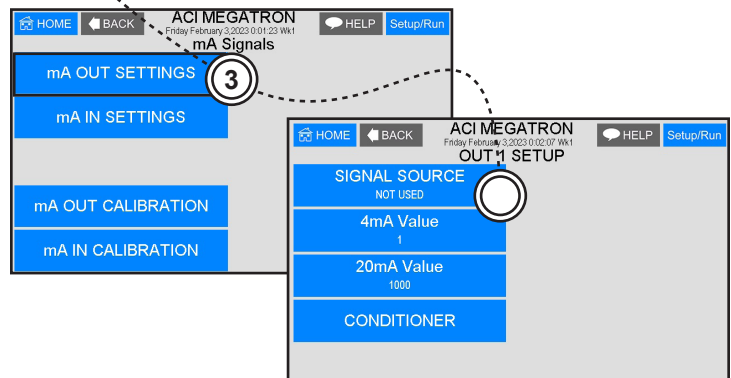 HOME
BACK
ACI MEGATRON
Friday February 3,2023 0:01:23 Wk1
HELP
Setup/Run
mA Signals
mA OUT SETTINGS
3
mA IN SETTINGS
mA OUT CALIBRATION
mA IN CALIBRATION
HOME
BACK
ACI MEGATRON
Friday February 3,2023 0:02:07 Wk1
HELP
Setup/Run
OUT 1 SETUP
SIGNAL SOURCE
NOT USED
4mA Value
1
20mA Value
1000
CONDITIONER